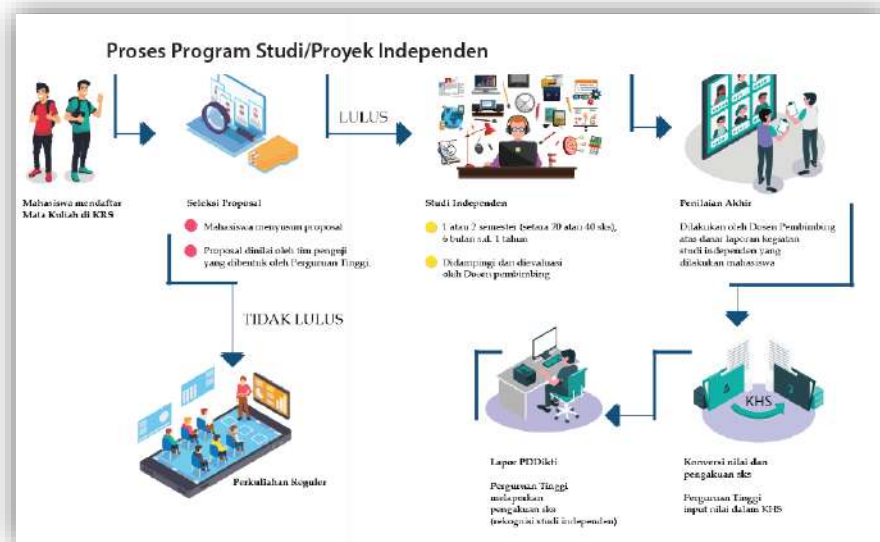 Proses Program Studi/Proyek Independen
LULUS
Mahasiswa mendaftar
Mata Kuliah di KRS
Seleksi Proposal
Mahasiswa menyusun proposal
Proposal dinilai oleh tim penguji
yang dibentuk oleh Perguruan Tinggi.
Studi Independen
1 atau 2 semester (setara 20 atau 40 sks),
6 bulan s.d. 1 tahun
Didampingi dan dievaluasi
oleh Dosen pembimbing
Penilaian Akhir
Dilakukan oleh Dosen Pembimbing
atas dasar laporan kegiatan
studi independen yang
dilakukan mahasiswa
TIDAK LULUS
Perkuliahan Reguler
Lapor PDDikti
Perguruan Tinggi
melaporkan
pengakuan sks
(rekognisi studi independen)
KHS
Konversi nilai dan
pengakuan sks
Perguruan Tinggi
input nilai dalam KHS